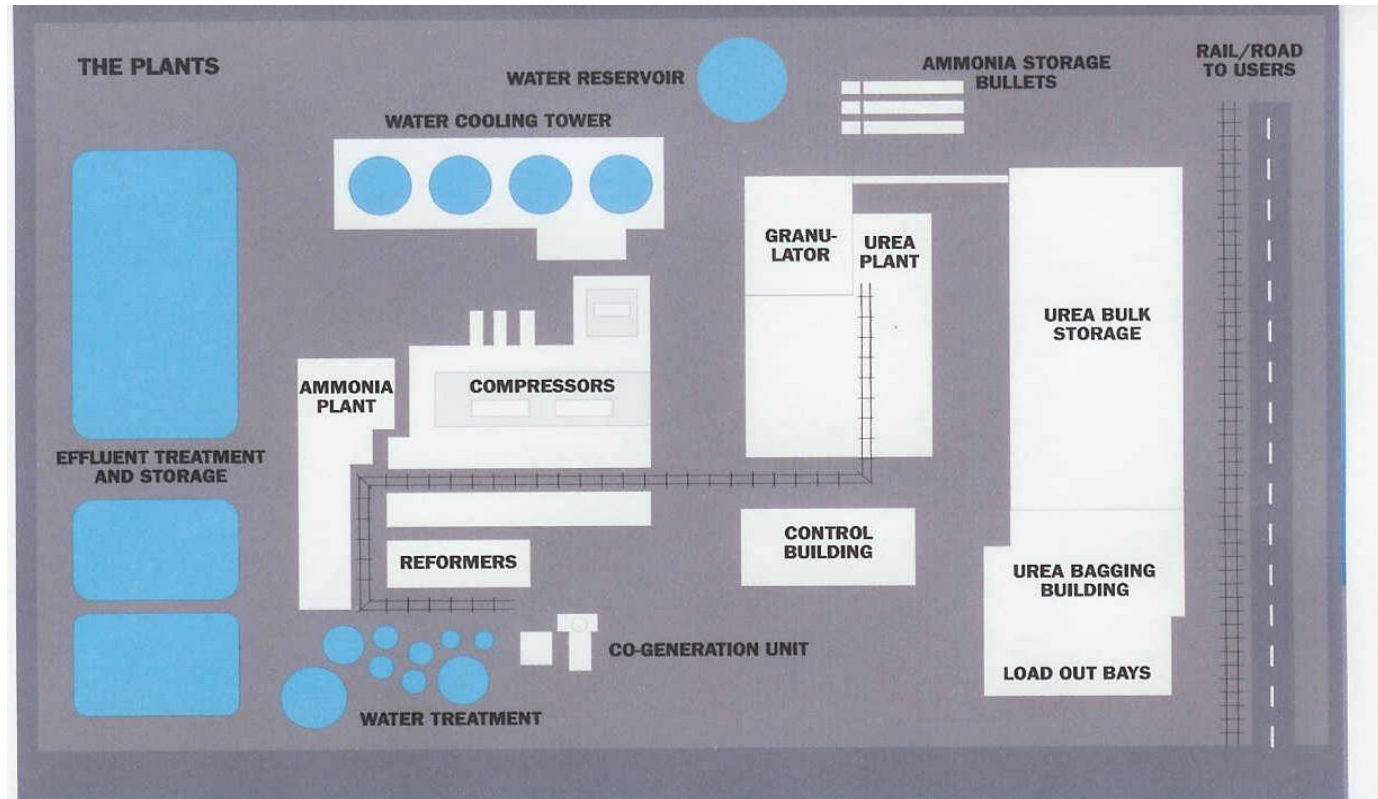 THE PLANTS
WATER RESERVOIR
AMMONIA STORAGE
BULLETS
RAIL/ROAD
TO USERS
WATER COOLING TOWER
GRANU-
LATOR
UREA
PLANT
UREA BULK
STORAGE
AMMONIA
PLANT
COMPRESSORS
EFFLUENT TREATMENT
AND STORAGE
REFORMERS
CONTROL
BUILDING
UREA BAGGING
BUILDING
CO-GENERATION UNIT
LOAD OUT BAYS
WATER TREATMENT